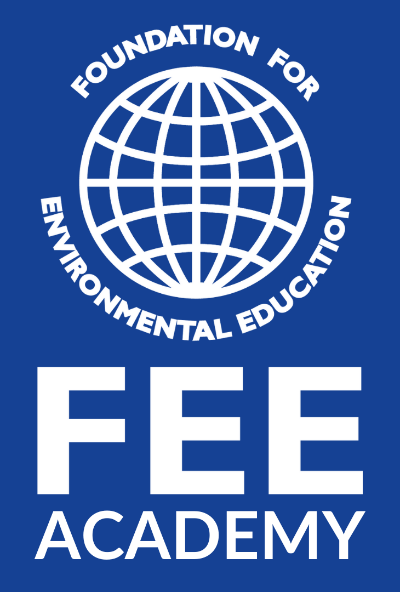 FOUNDATION FOR
ENVIRONMENTAL EDUCATION
FEE
ACADEMY